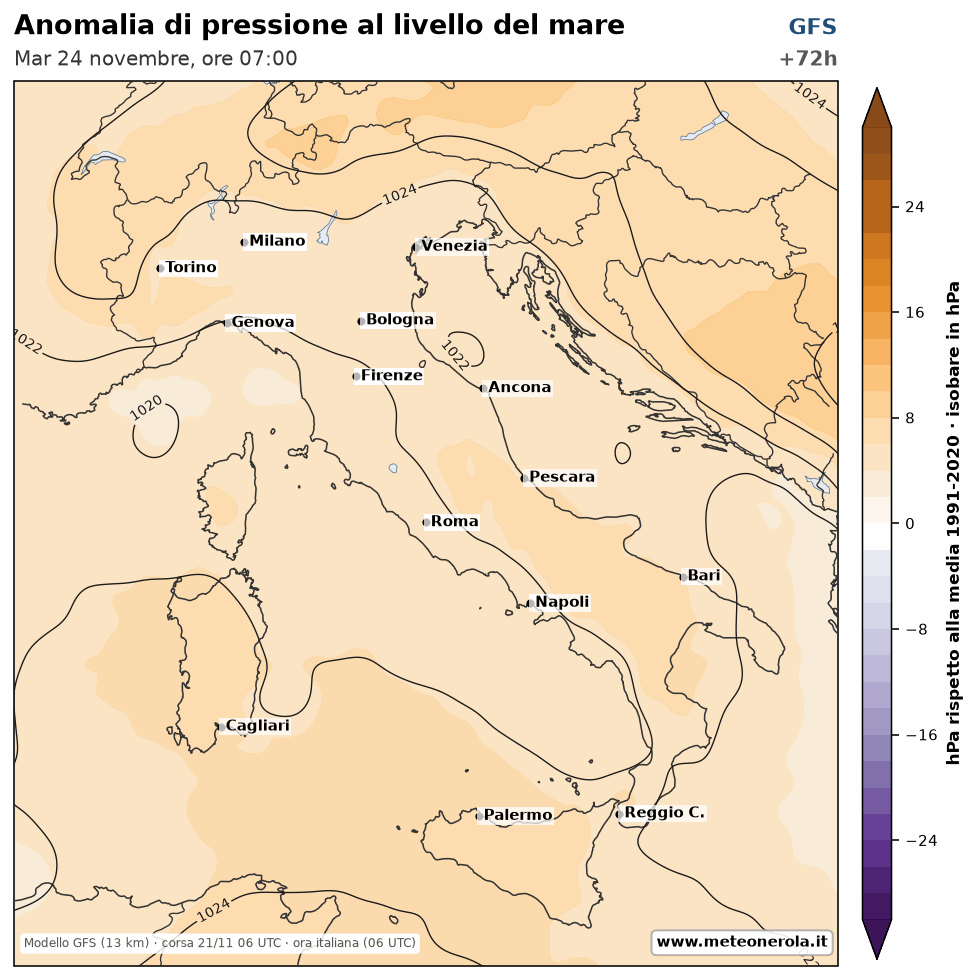 Anomalia di pressione al livello del mare
GFS
Mar 24 novembre, ore 07:00
+72h
1024
1024
Milano
Venezia
Torino
Genova
Bologna
1022
1022
Firenze
Ancona
1020
Pescara
Roma
Bari
Napoli
Cagliari
Palermo
Reggio C.
1024
Modello GFS (13 km) · corsa 21/11 06 UTC · ora italiana (06 UTC)
www.meteonerola.it
24
16
8
0
−8
−16
−24
hPa rispetto alla media 1991-2020 · isobare in hPa